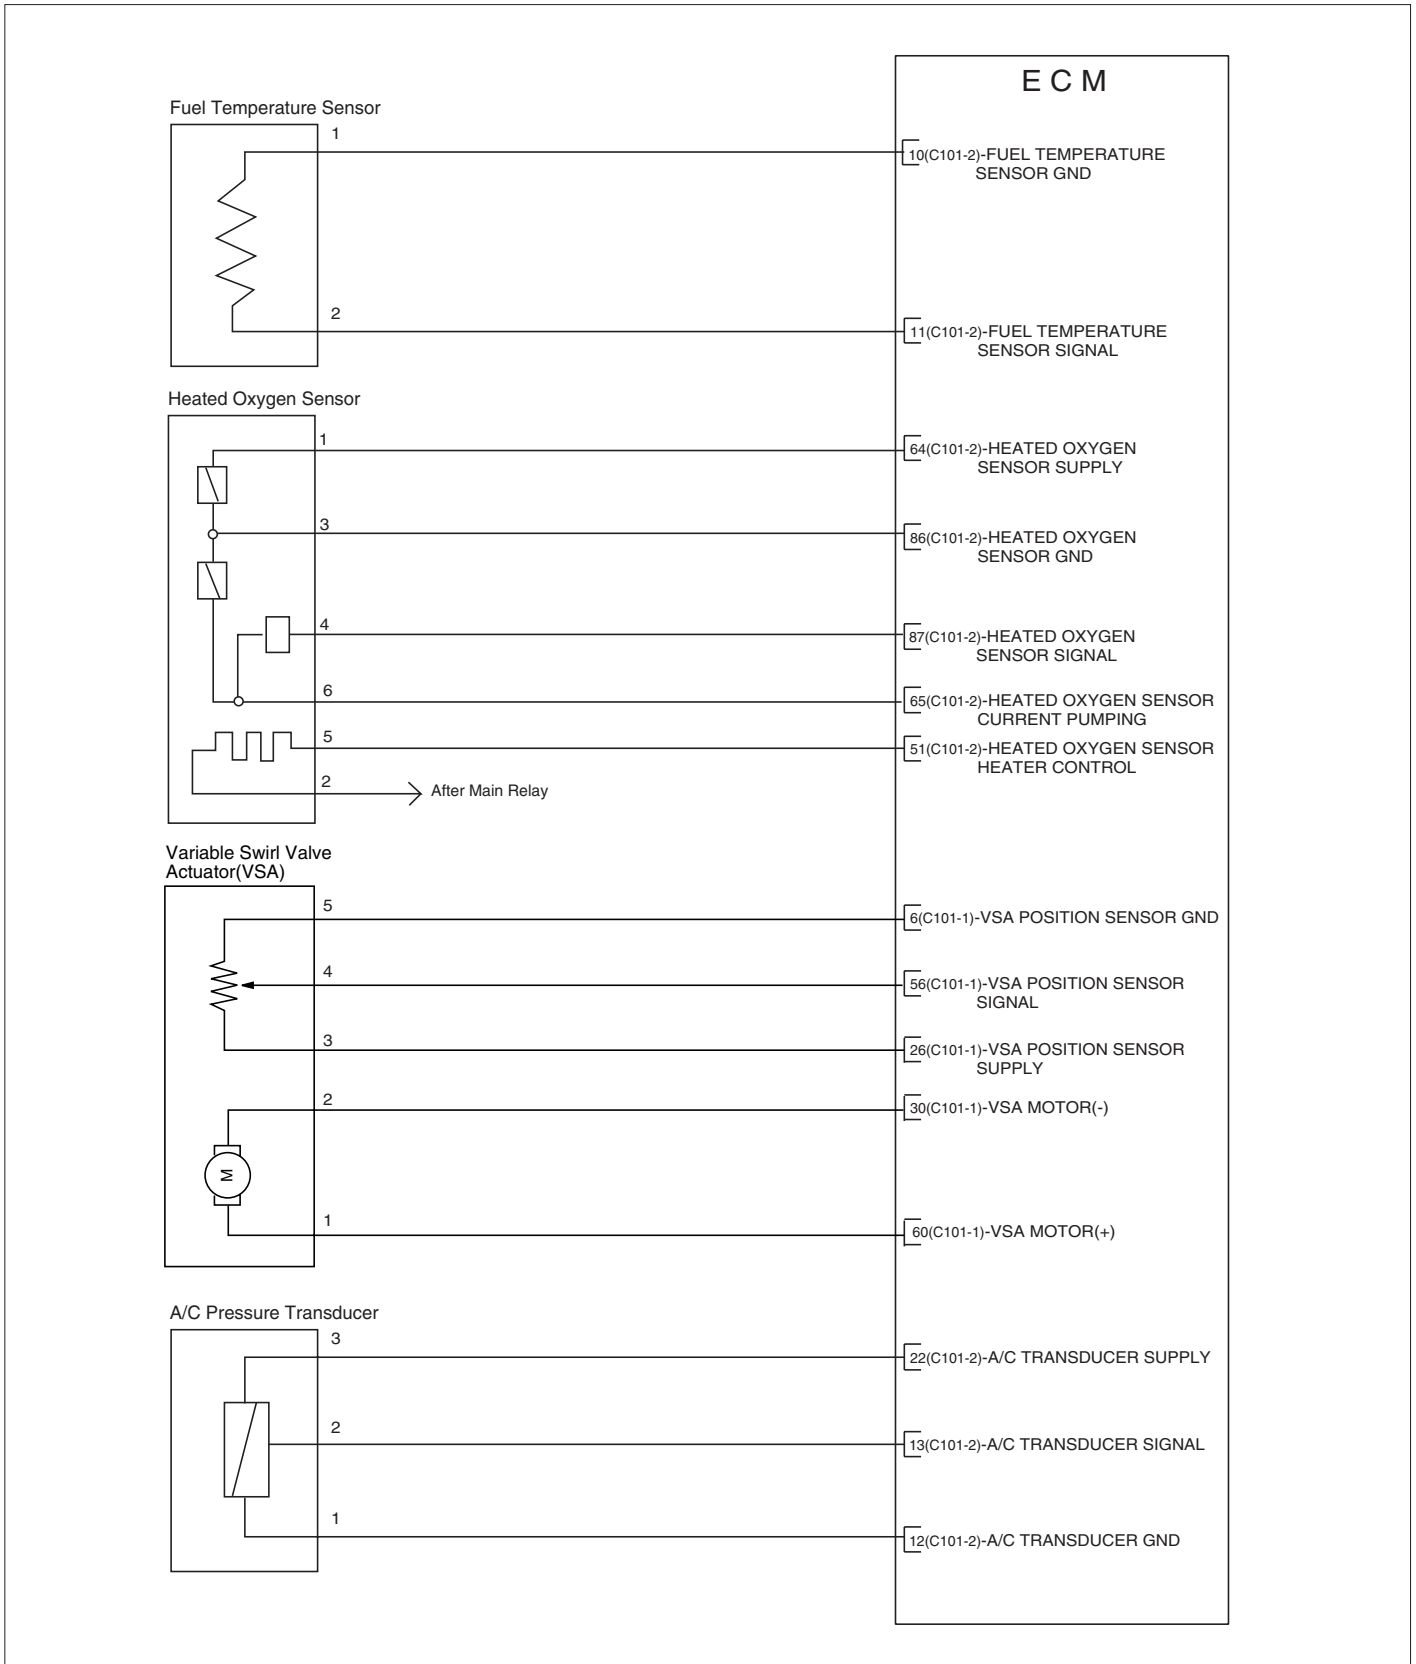 E C M
Fuel Temperature Sensor
1
10(C101-2)-FUEL TEMPERATURE
SENSOR GND
2
11(C101-2)-FUEL TEMPERATURE
SENSOR SIGNAL
Heated Oxygen Sensor
1
64(C101-2)-HEATED OXYGEN
SENSOR SUPPLY
3
86(C101-2)-HEATED OXYGEN
SENSOR GND
4
87(C101-2)-HEATED OXYGEN
SENSOR SIGNAL
6
65(C101-2)-HEATED OXYGEN SENSOR
CURRENT PUMPING
5
51(C101-2)-HEATED OXYGEN SENSOR
HEATER CONTROL
2
After Main Relay
Variable Swirl Valve
Actuator(VSA)
5
6(C101-1)-VSA POSITION SENSOR GND
4
56(C101-1)-VSA POSITION SENSOR
SIGNAL
3
26(C101-1)-VSA POSITION SENSOR
SUPPLY
2
30(C101-1)-VSA MOTOR(-)
M
1
60(C101-1)-VSA MOTOR(+)
A/C Pressure Transducer
3
22(C101-2)-A/C TRANSDUCER SUPPLY
2
13(C101-2)-A/C TRANSDUCER SIGNAL
1
12(C101-2)-A/C TRANSDUCER GND